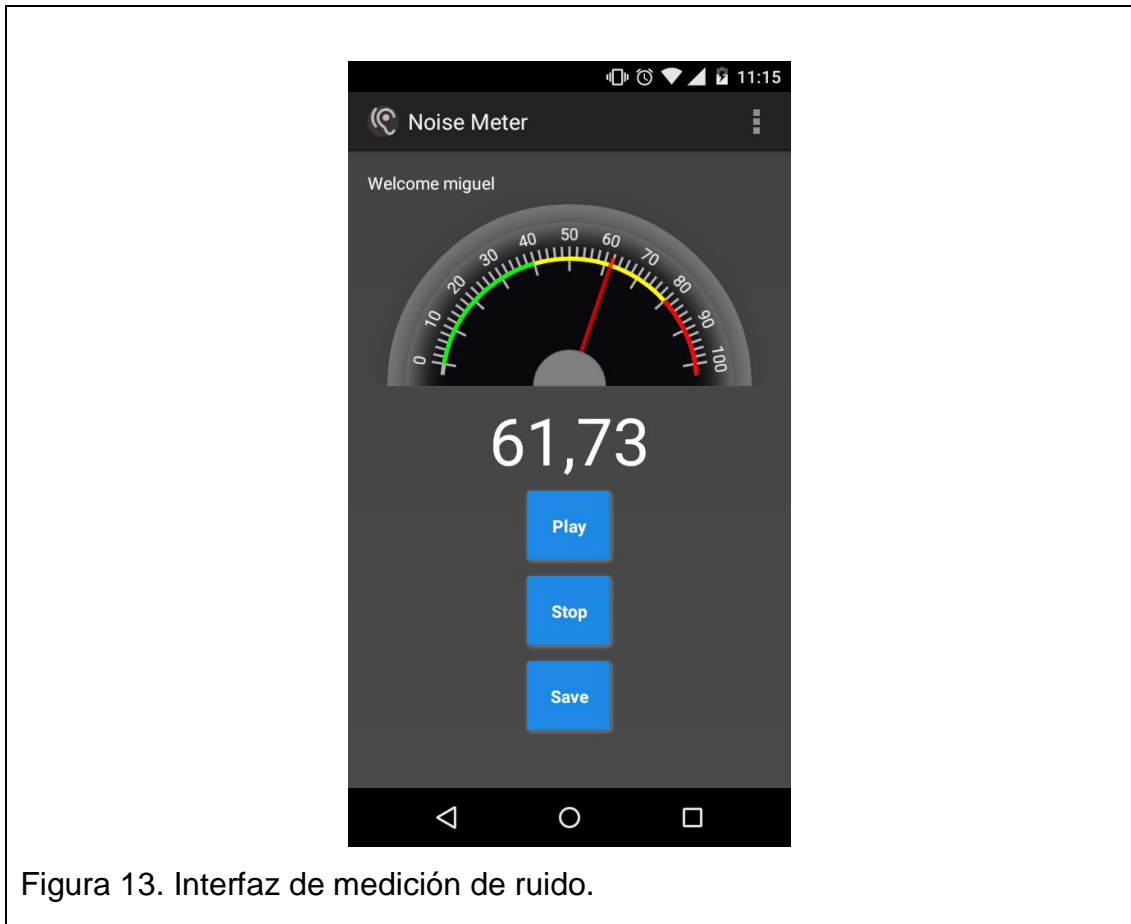 11:15
Noise Meter
Welcome miguel
0 10 20 30 40 50 60 70 80 90 100
61,73
Play
Stop
Save
Figura 13. Interfaz de medición de ruido.